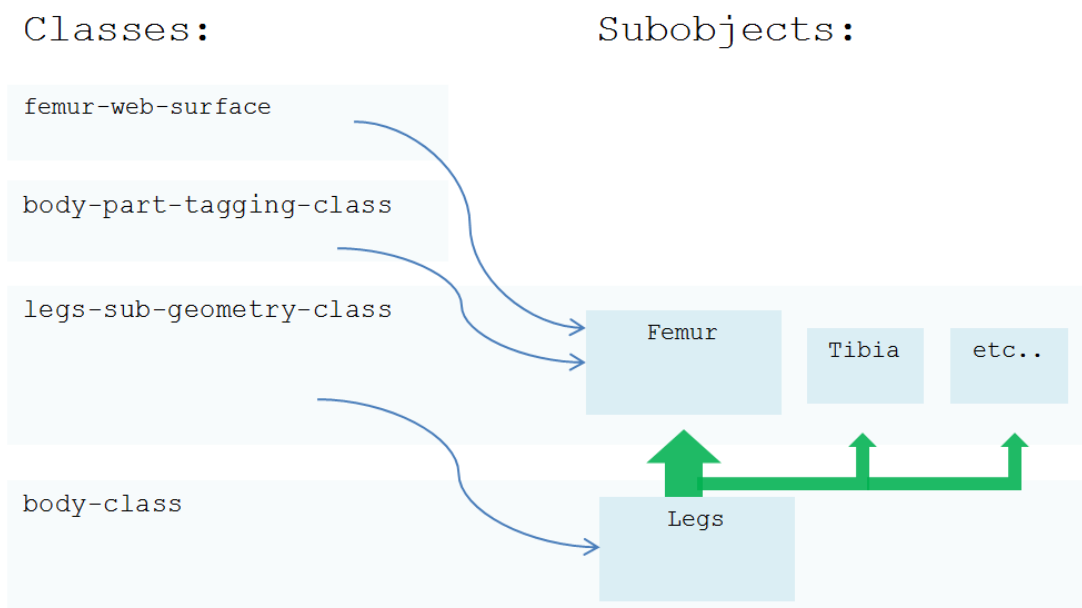 Classes:
Subobjects:
femur-web-surface
body-part-tagging-class
legs-sub-geometry-class
Femur
Tibia
etc..
body-class
Legs